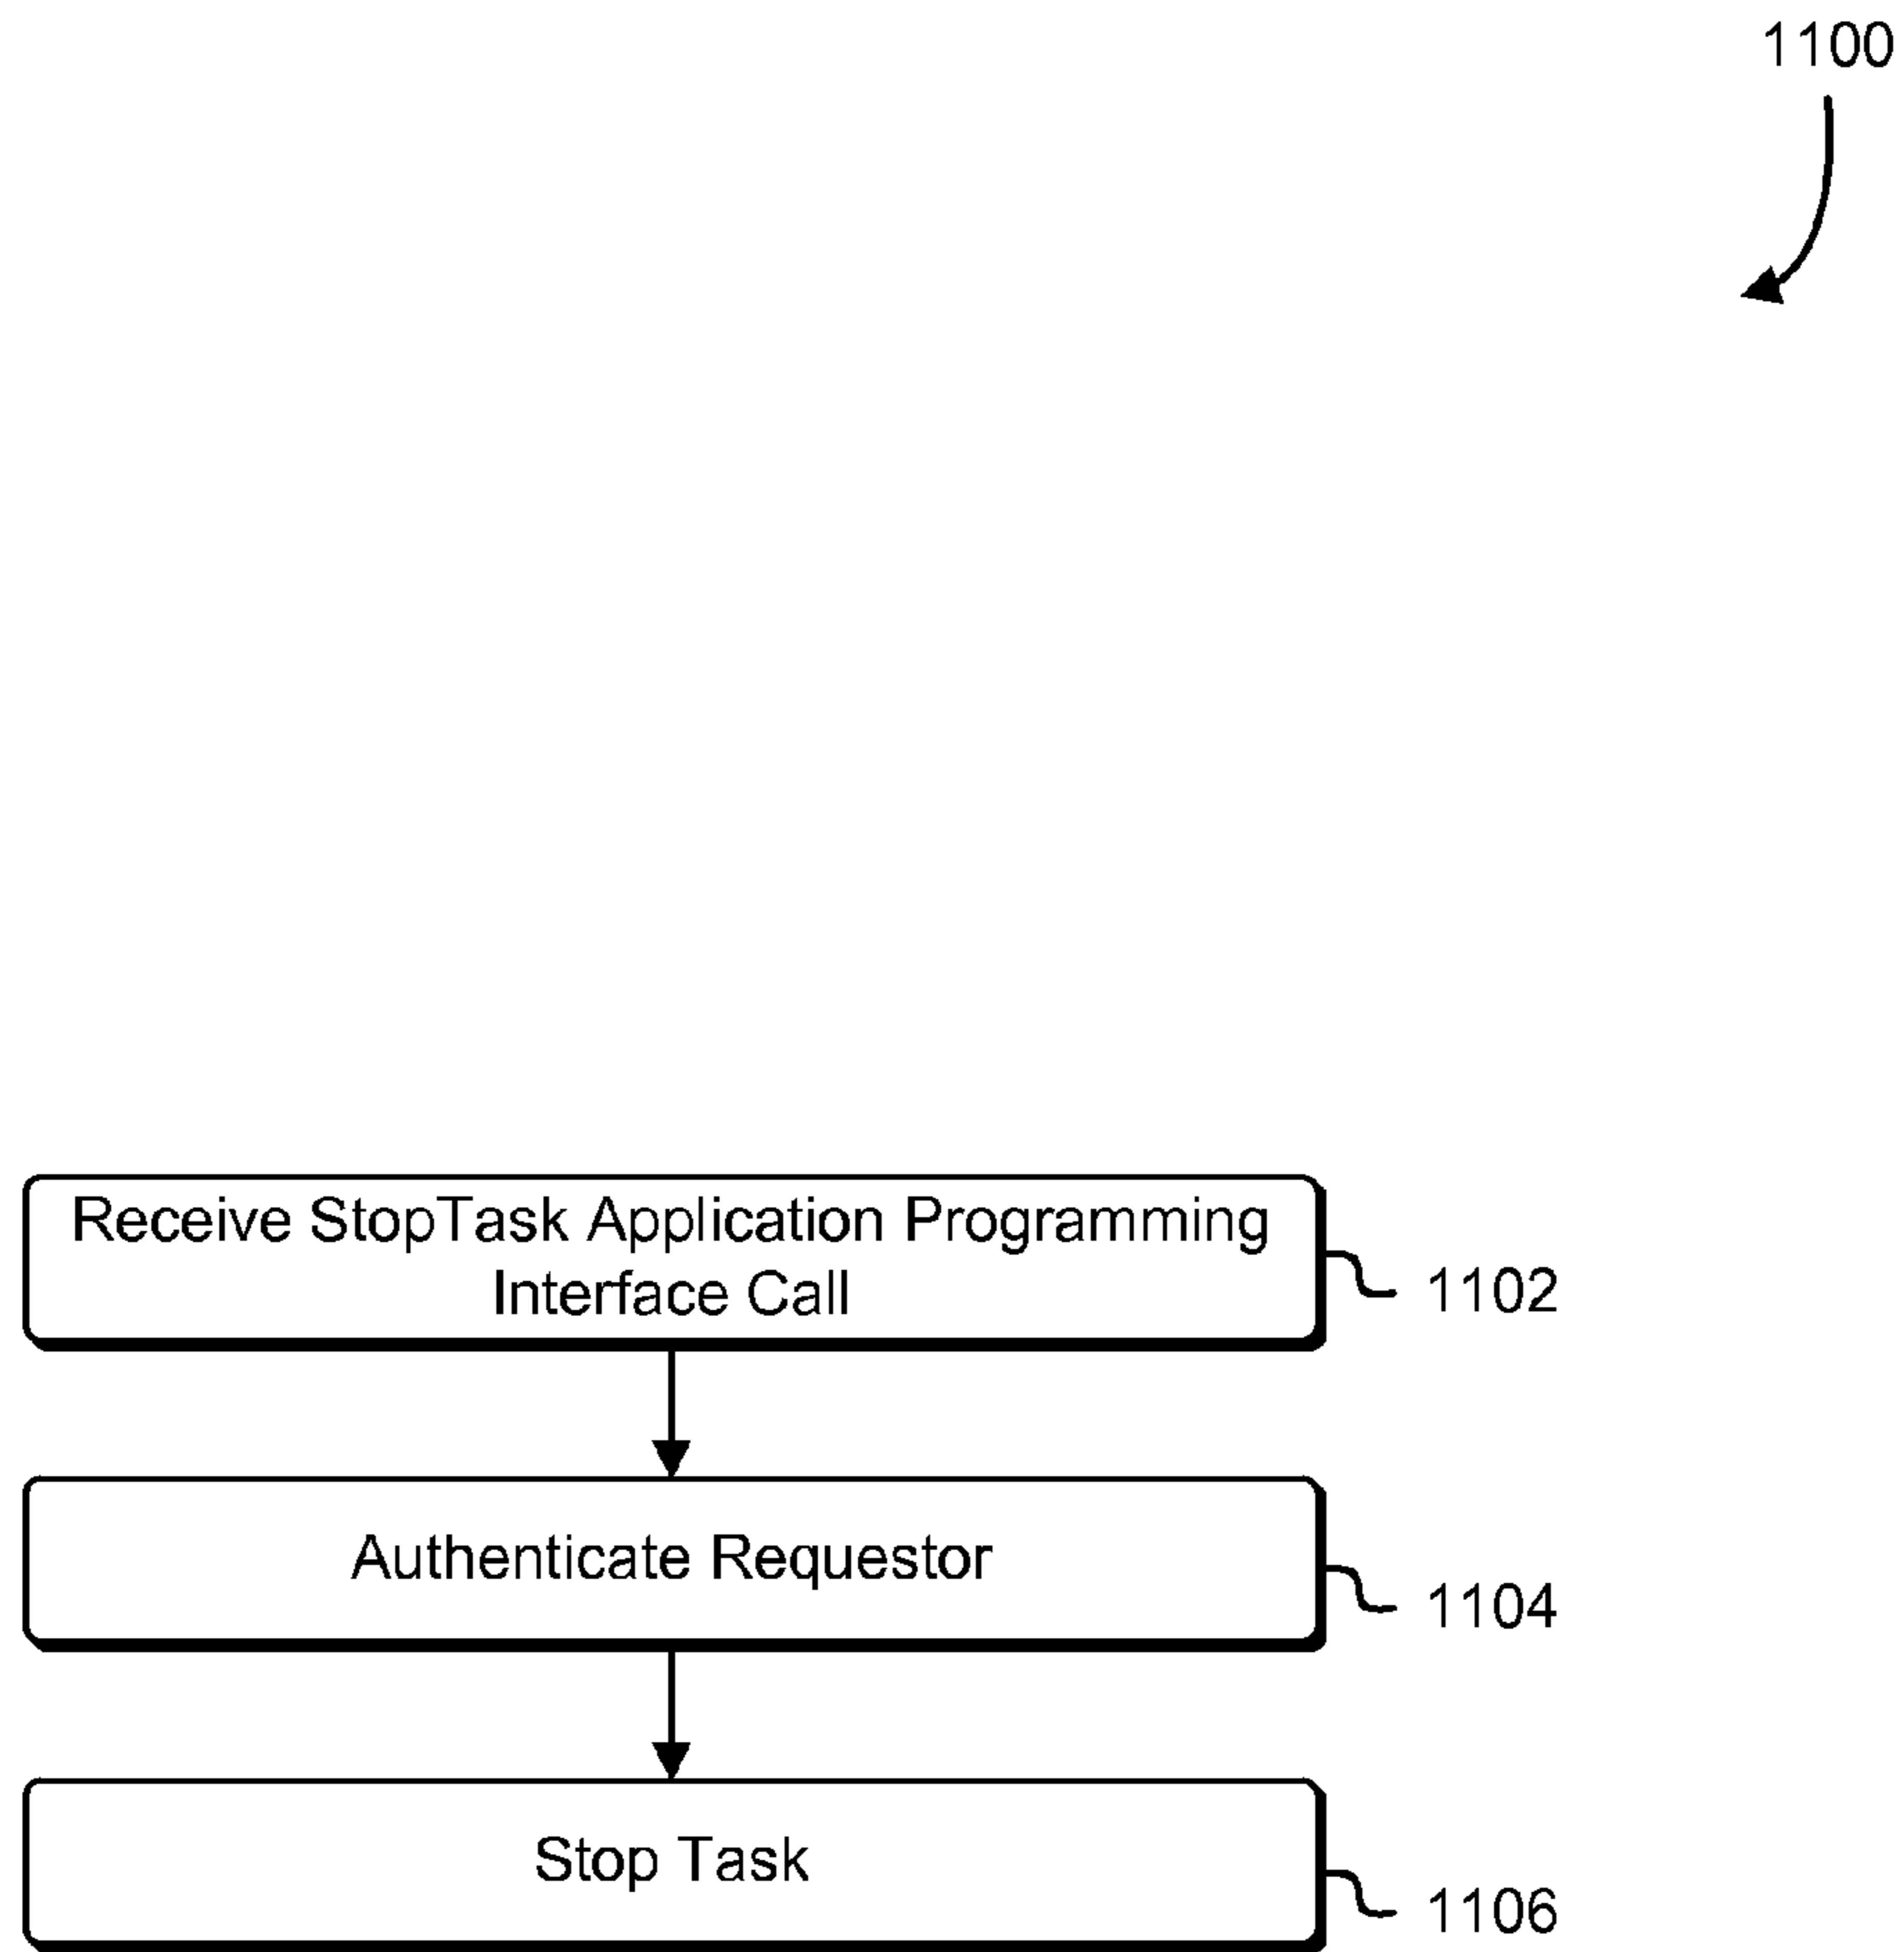 1100
Receive StopTask Application Programming
Interface Call
1102
Authenticate Requestor
1104
Stop Task
1106